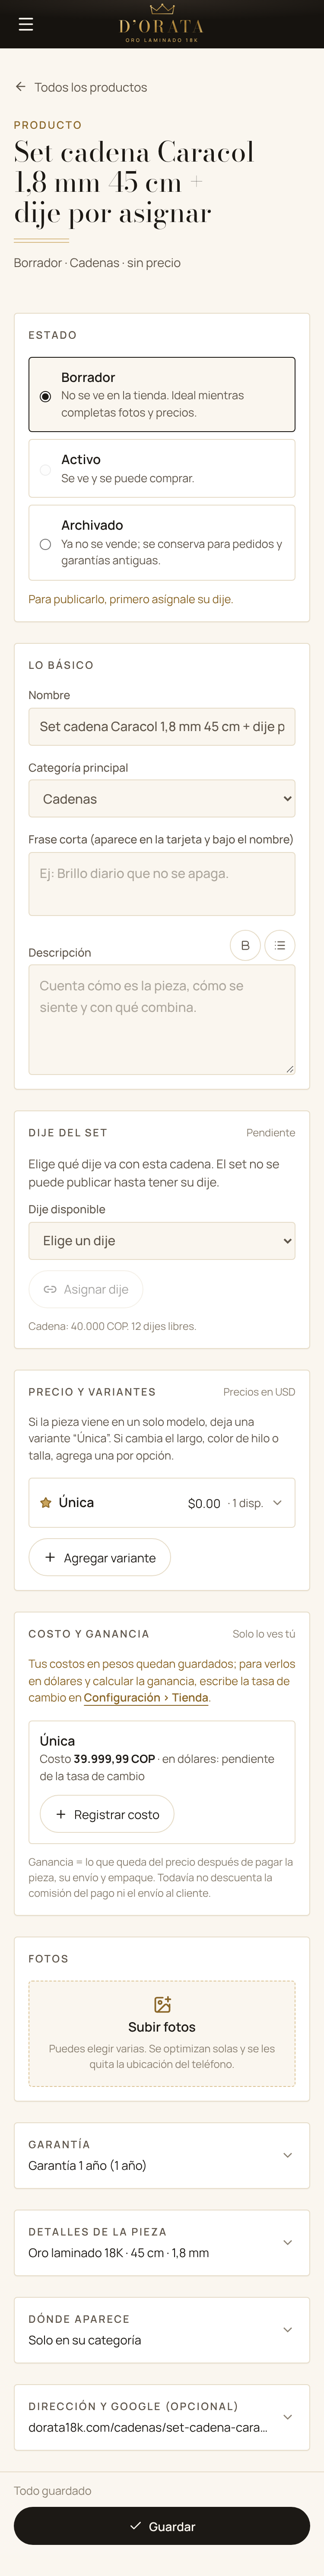 D'ORATA
ORO LAMINADO 18K
Todos los productos
PRODUCTO
Set cadena Caracol
1,8 mm 45 cm +
dije por asignar
Borrador · Cadenas · sin precio
ESTADO
Borrador
No se ve en la tienda. Ideal mientras
completas fotos y precios.
Activo
Se ve y se puede comprar.
Archivado
Ya no se vende; se conserva para pedidos y
garantías antiguas.
Para publicarlo, primero asígnale su dije.
LO BÁSICO
Nombre
Set cadena Caracol 1,8 mm 45 cm + dije p
Categoría principal
Cadenas
Frase corta (aparece en la tarjeta y bajo el nombre)
Ej: Brillo diario que no se apaga.
Descripción
B
Cuenta cómo es la pieza, cómo se
siente y con qué combina.
DIJE DEL SET
Pendiente
Elige qué dije va con esta cadena. El set no se
puede publicar hasta tener su dije.
Dije disponible
Elige un dije
Asignar dije
Cadena: 40.000 COP. 12 dijes libres.
PRECIO Y VARIANTES
Precios en USD
Si la pieza viene en un solo modelo, deja una
variante “Única”. Si cambia el largo, color de hilo o
talla, agrega una por opción.
Única
$0.00 · 1 disp.
Agregar variante
COSTO Y GANANCIA
Solo lo ves tú
Tus costos en pesos quedan guardados; para verlos
en dólares y calcular la ganancia, escribe la tasa de
cambio en Configuración > Tienda.
Única
Costo 39.999,99 COP · en dólares: pendiente
de la tasa de cambio
Registrar costo
Ganancia = lo que queda del precio después de pagar la
pieza, su envío y empaque. Todavía no descuenta la
comisión del pago ni el envío al cliente.
FOTOS
Subir fotos
Puedes elegir varias. Se optimizan solas y se les
quita la ubicación del teléfono.
GARANTÍA
Garantía 1 año (1 año)
DETALLES DE LA PIEZA
Oro laminado 18K · 45 cm · 1,8 mm
DÓNDE APARECE
Solo en su categoría
DIRECCIÓN Y GOOGLE (OPCIONAL)
dorata18k.com/cadenas/set-cadena-cara...
Todo guardado
Guardar